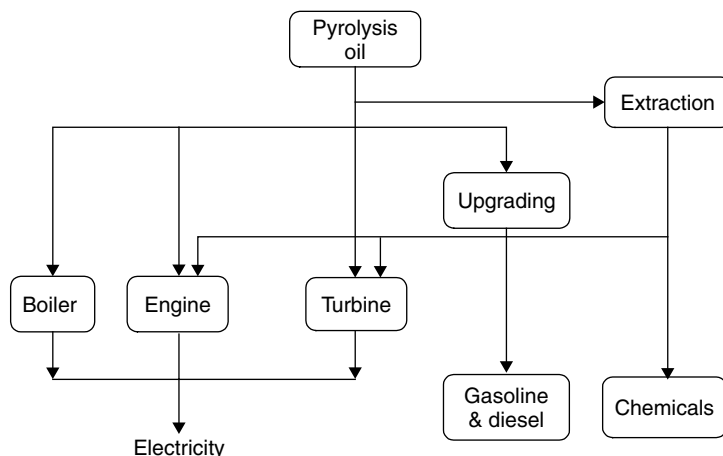 Pyrolysis
oil
Extraction
Upgrading
Boiler
Engine
Turbine
Gasoline
& diesel
Chemicals
Electricity